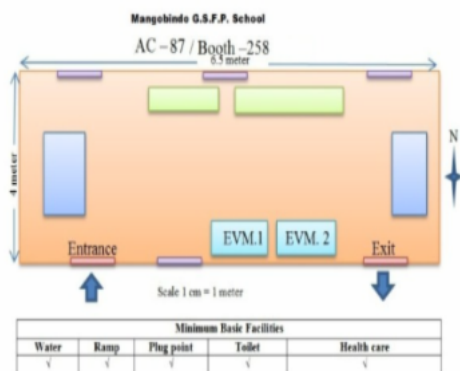 Mangobindo G.S.F.P. School
AC –87 / Booth –258
6.5 meter
4 meter
N
EVM.1 EVM. 2
Entrance Exit
Scale 1 cm = 1 meter
Minimum Basic Facilities
Water Ramp Plug point Toilet Health care
√ √ √ √ √